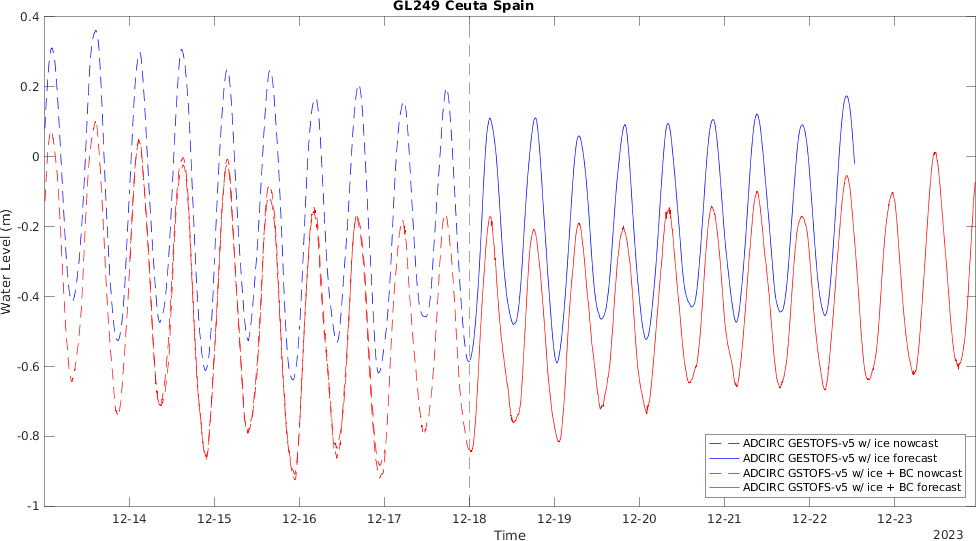 GL249 Ceuta Spain
0.4
0.2
0
-0.2
-0.4
-0.6
-0.8
-1
Water Level (m)
12-14 12-15 12-16 12-17 12-18 12-19 12-20 12-21 12-22 12-23
Time
2023
ADCIRC GESTOFS-v5 w/ ice nowcast
ADCIRC GESTOFS-v5 w/ ice forecast
ADCIRC GSTOFS-v5 w/ ice + BC nowcast
ADCIRC GSTOFS-v5 w/ ice + BC forecast